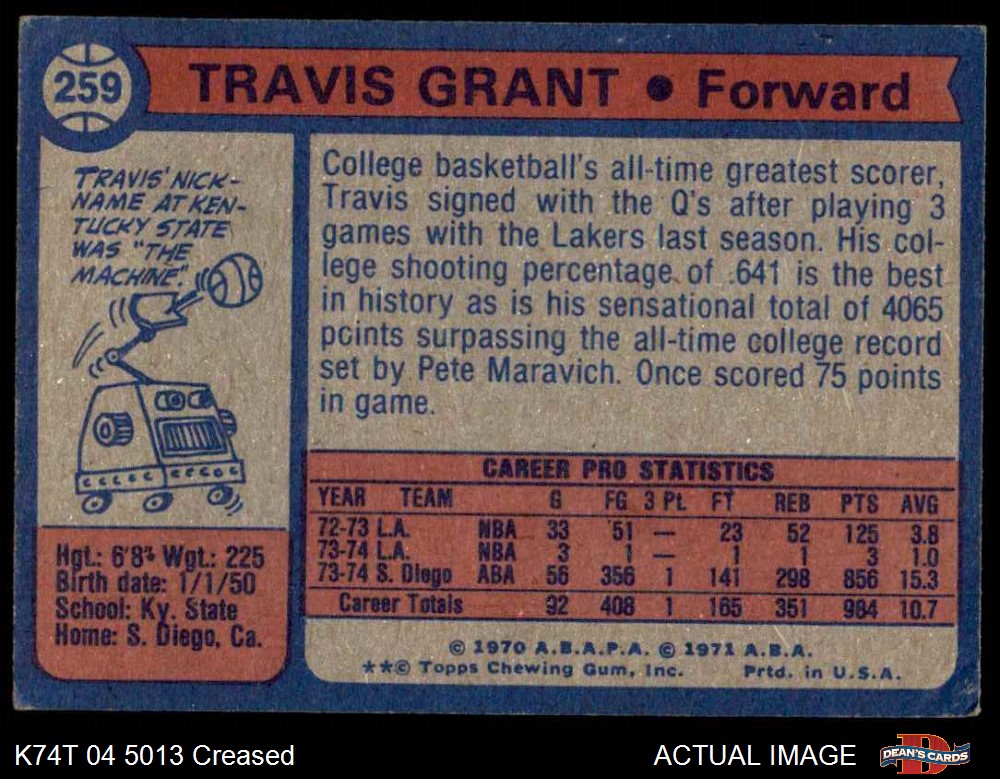 259
TRAVIS GRANT ● Forward
TRAVIS' NICK-
NAME AT KEN-
TUCKY STATE
WAS "THE
MACHINE".
College basketball's all-time greatest scorer,
Travis signed with the Q's after playing 3
games with the Lakers last season. His col-
lege shooting percentage of .641 is the best
in history as is his sensational total of 4065
points surpassing the all-time college record
set by Pete Maravich. Once scored 75 points
in game.
Hgt.: 6'8" Wgt.: 225
Birth date: 1/1/50
School: Ky. State
Home: S. Diego, Ca.
CAREER PRO STATISTICS
YEAR TEAM G FG 3 Pt. FT REB PTS AVG
72-73 L.A. NBA 33 51 — 23 52 125 3.8
73-74 L.A. NBA 3 1 — 1 1 3 1.0
73-74 S. Diego ABA 56 356 1 141 298 856 15.3
Career Totals 92 408 1 165 351 984 10.7
© 1970 A.B.A.P.A. © 1971 A.B.A.
**© Topps Chewing Gum, Inc. Prtd. in U.S.A.
K74T 04 5013 Creased
ACTUAL IMAGE
DEAN'S CARDS